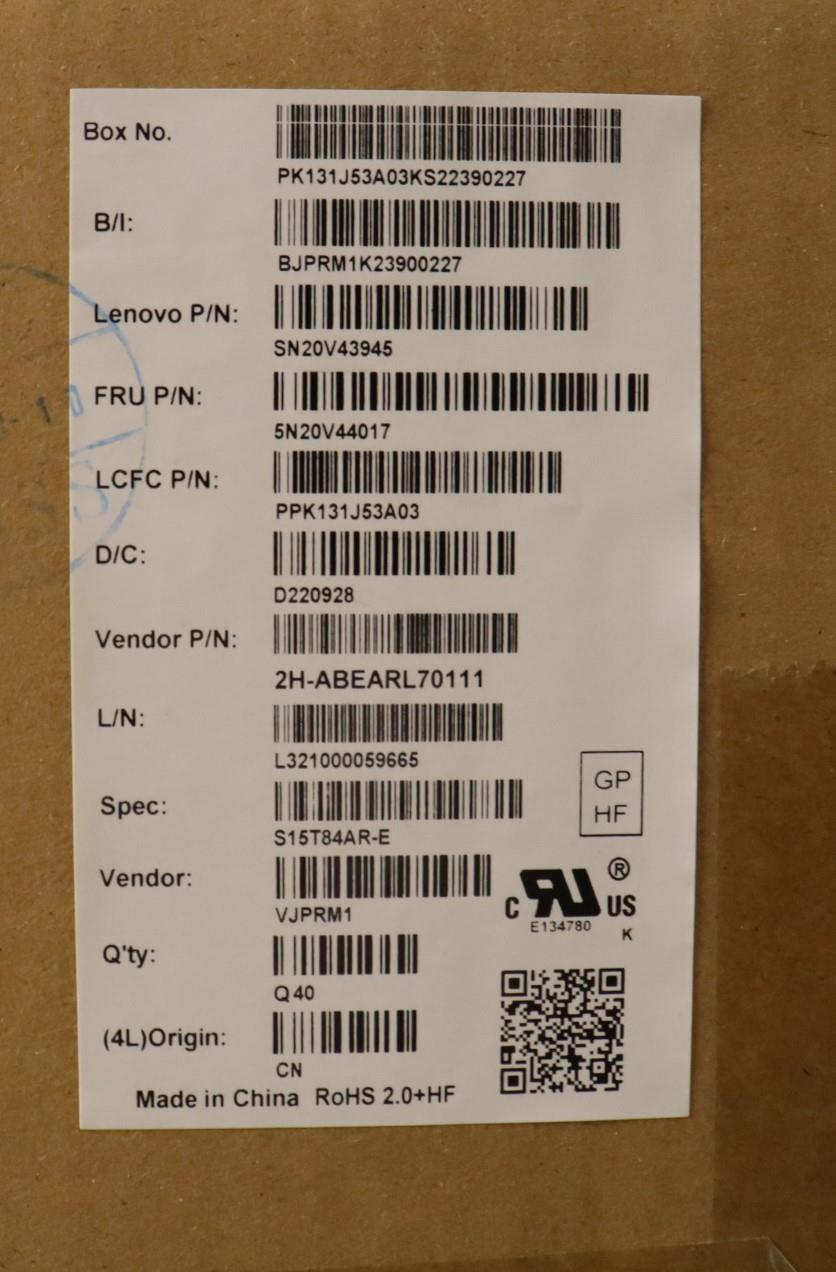 Box No.
PK131J53A03KS22390227
B/I:
BJPRM1K23900227
Lenovo P/N:
SN20V43945
FRU P/N:
5N20V44017
LCFC P/N:
PPK131J53A03
D/C:
D220928
Vendor P/N:
2H-ABEARL70111
L/N:
L321000059665
Spec:
S15T84AR-E
GP
HF
Vendor:
VJPRM1
C US ®
E134780
K
Q'ty:
Q40
(4L)Origin:
CN
Made in China RoHS 2.0+HF